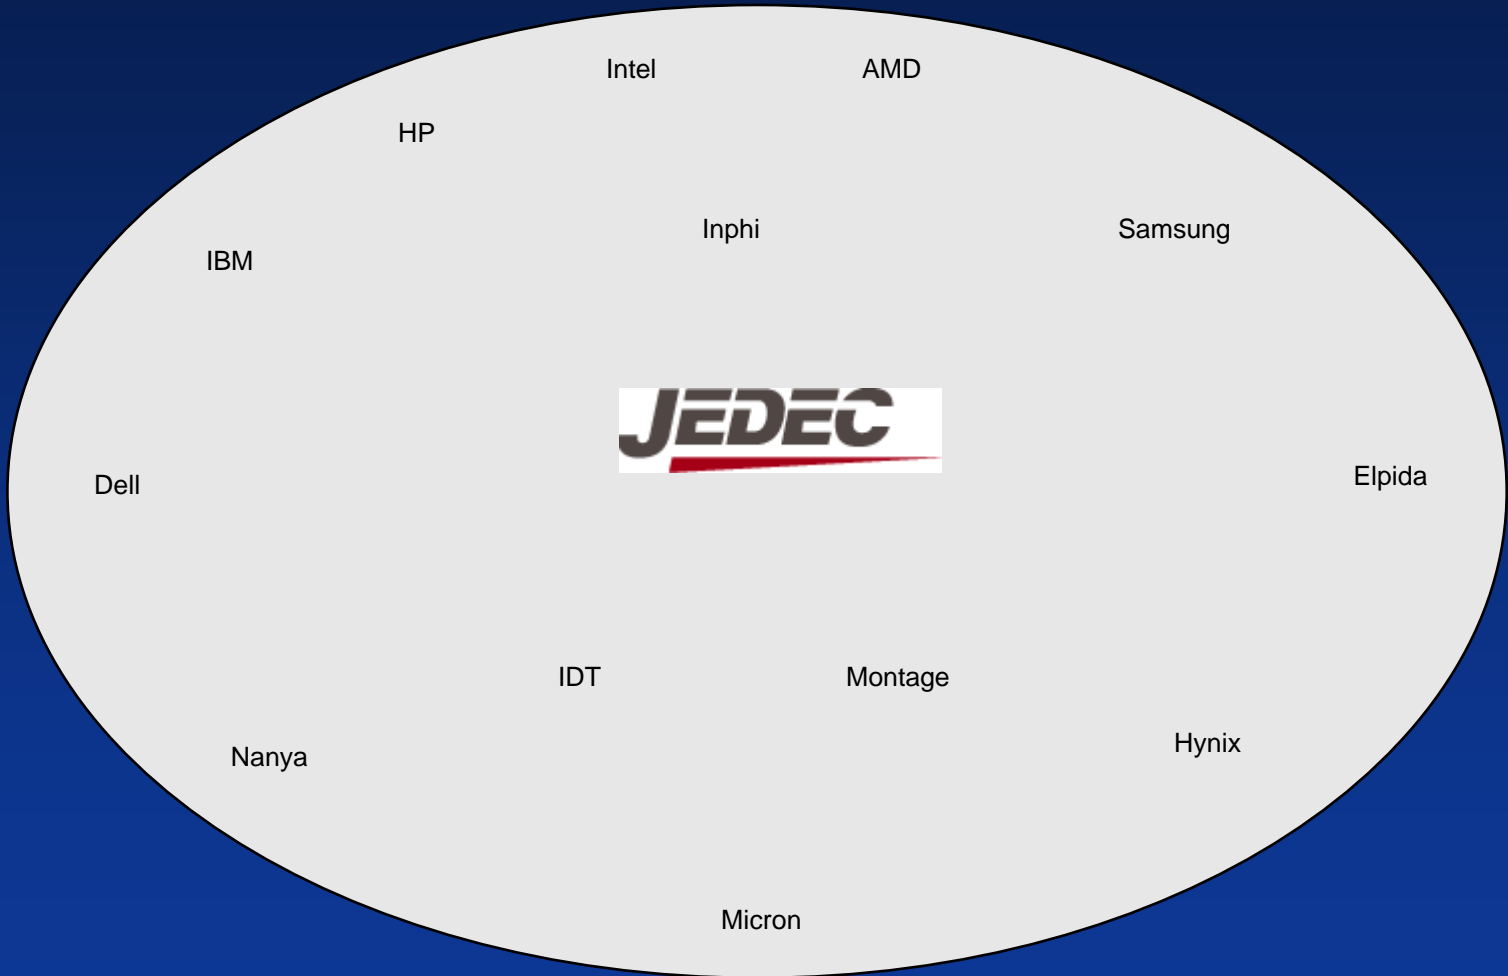 Intel
AMD
HP
Inphi
Samsung
IBM
JEDEC
Dell
Elpida
IDT
Montage
Nanya
Hynix
Micron